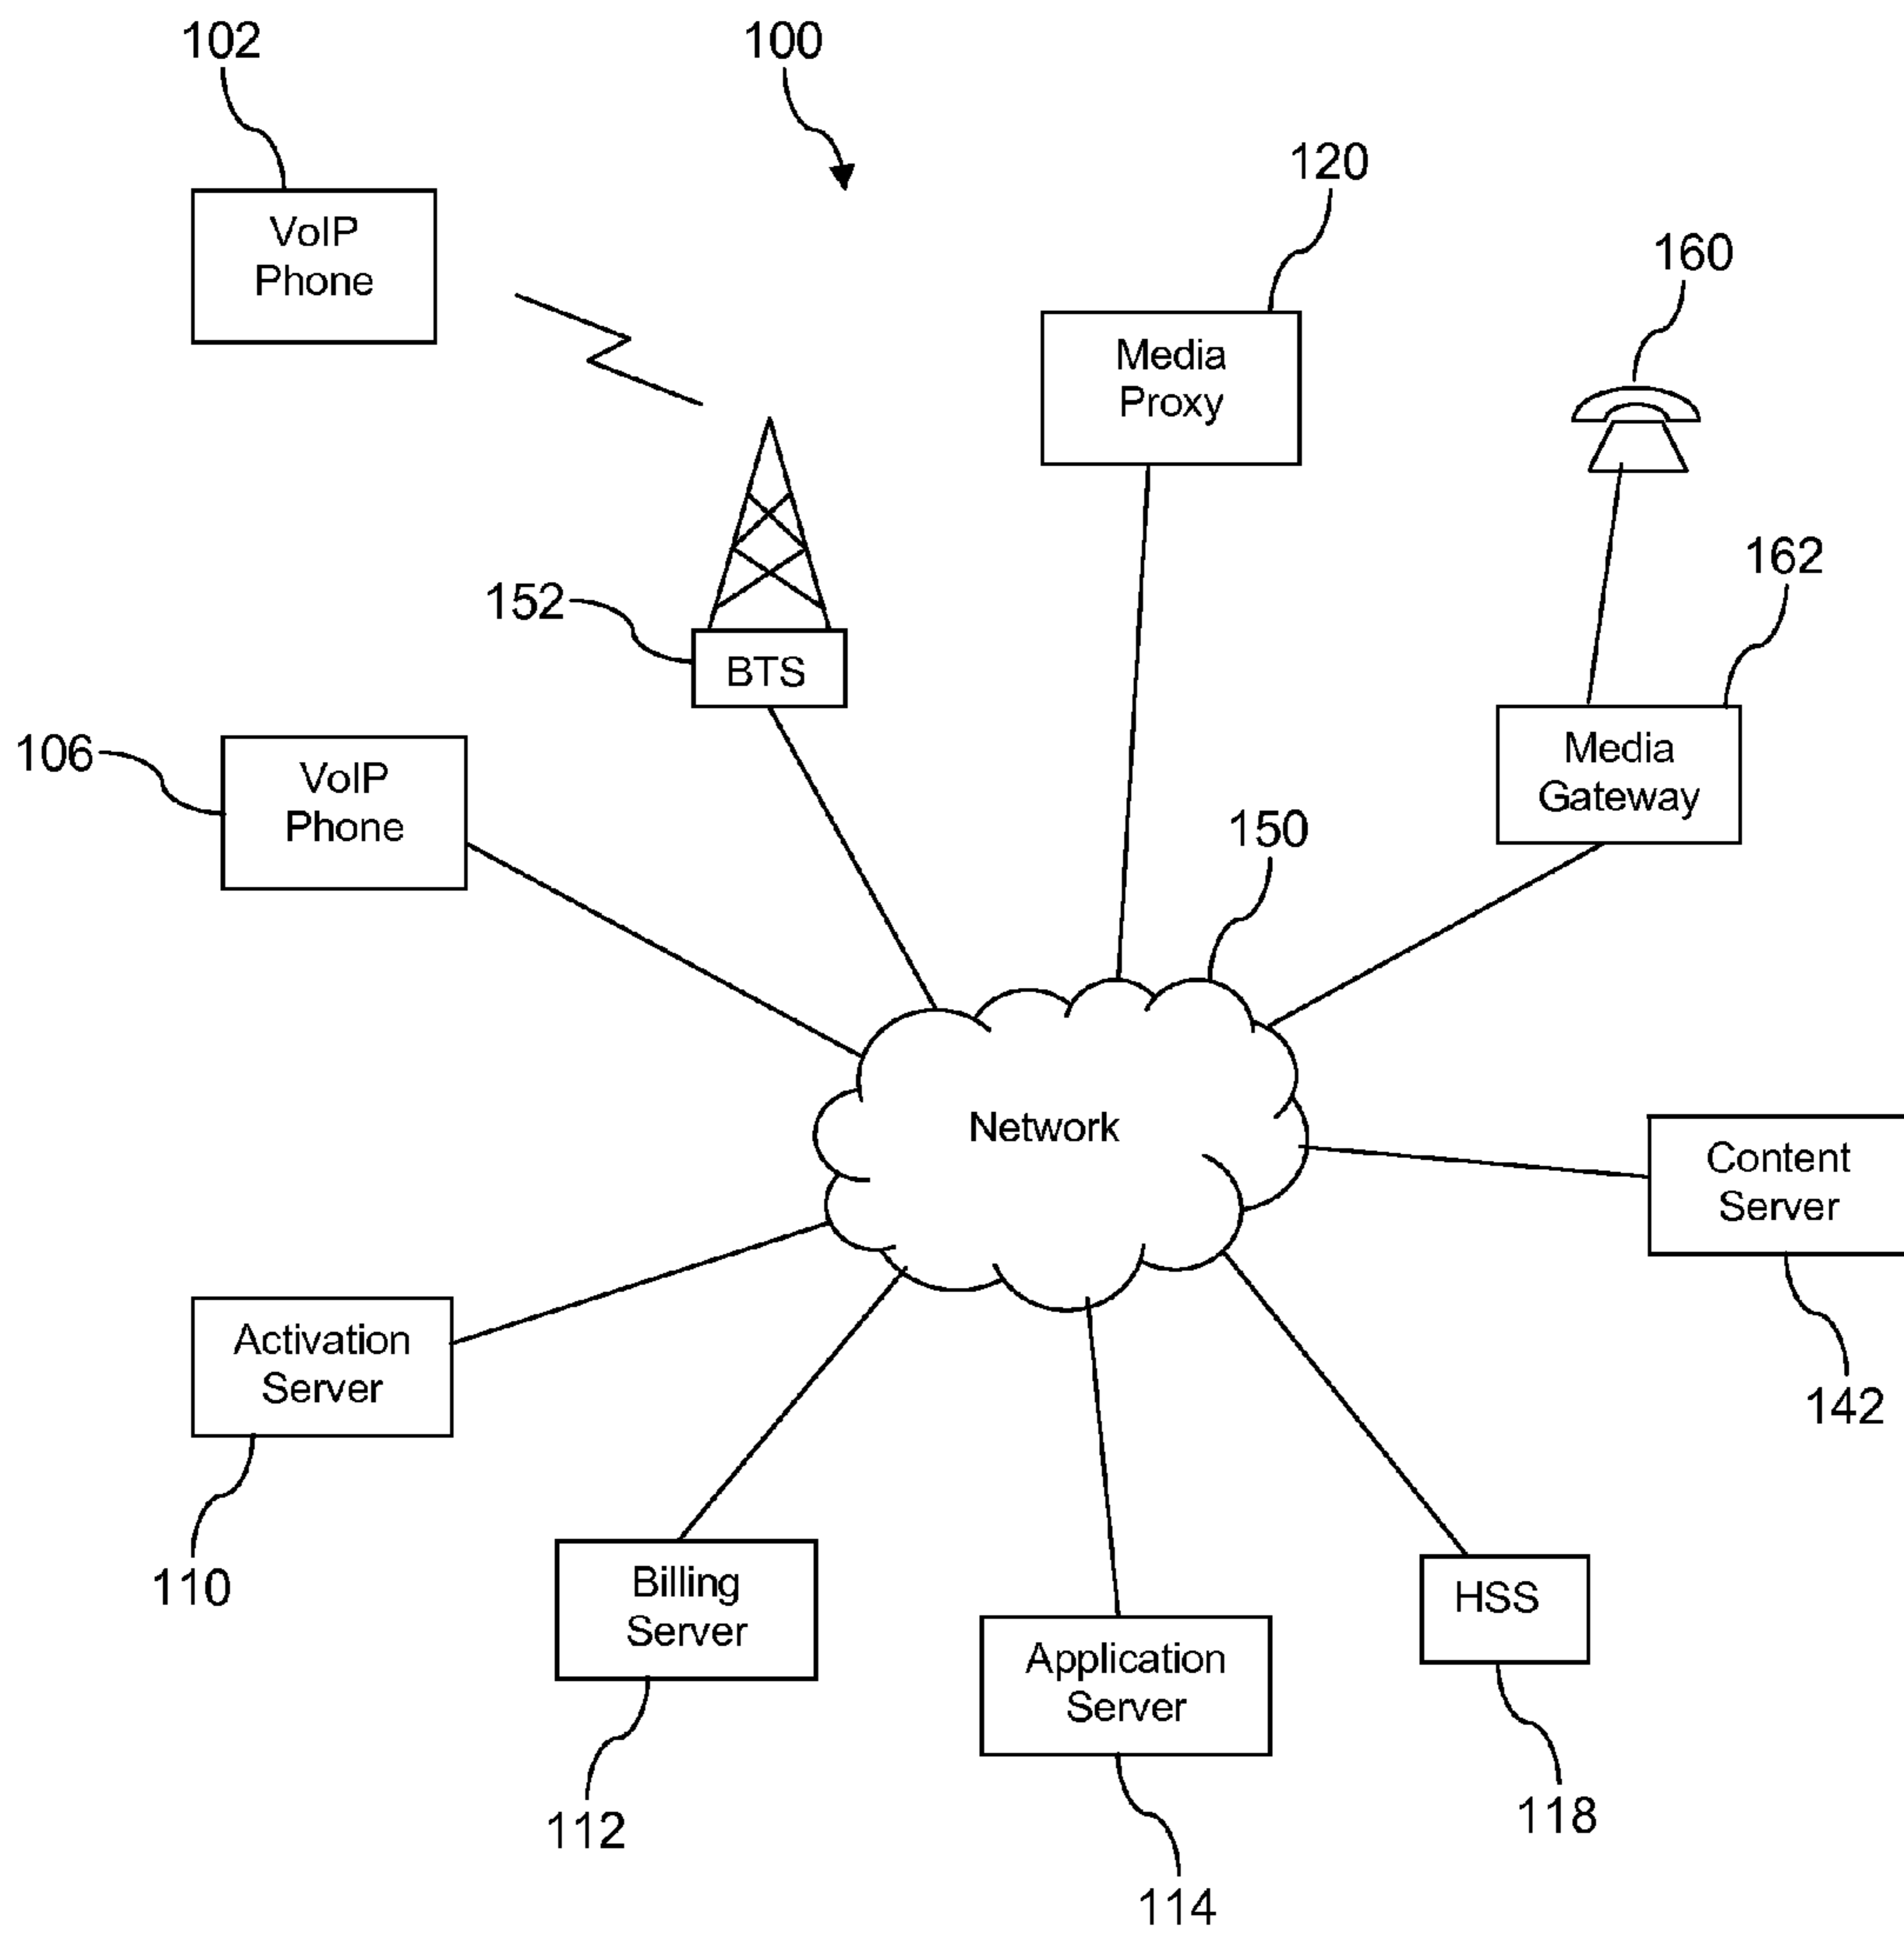 102
100
120
160
VoIP
Phone
Media
Proxy
162
152
BTS
106
VoIP
Phone
Media
Gateway
150
Network
Content
Server
142
Activation
Server
110
Billing
Server
112
Application
Server
114
HSS
118